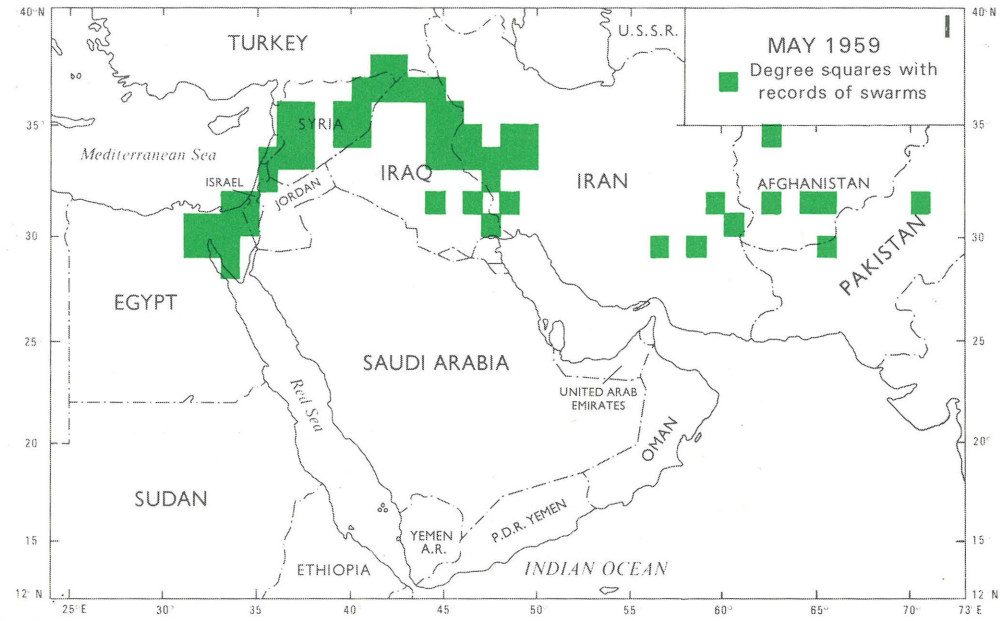 40°N
40°N
TURKEY
U.S.S.R.
MAY 1959
Degree squares with
records of swarms
35
SYRIA
35
Mediterranean Sea
IRAQ
ISRAEL
JORDAN
IRAN
AFGHANISTAN
30
30
PAKISTAN
EGYPT
25
SAUDI ARABIA
25
Red Sea
UNITED ARAB
EMIRATES
20
OMAN
20°
SUDAN
P.D.R. YEMEN
15
YEMEN
A.R.
15
ETHIOPIA
INDIAN OCEAN
12° N
12 N
25°E
30°
35
40
45
50
55
60°
65°
70°
73°E